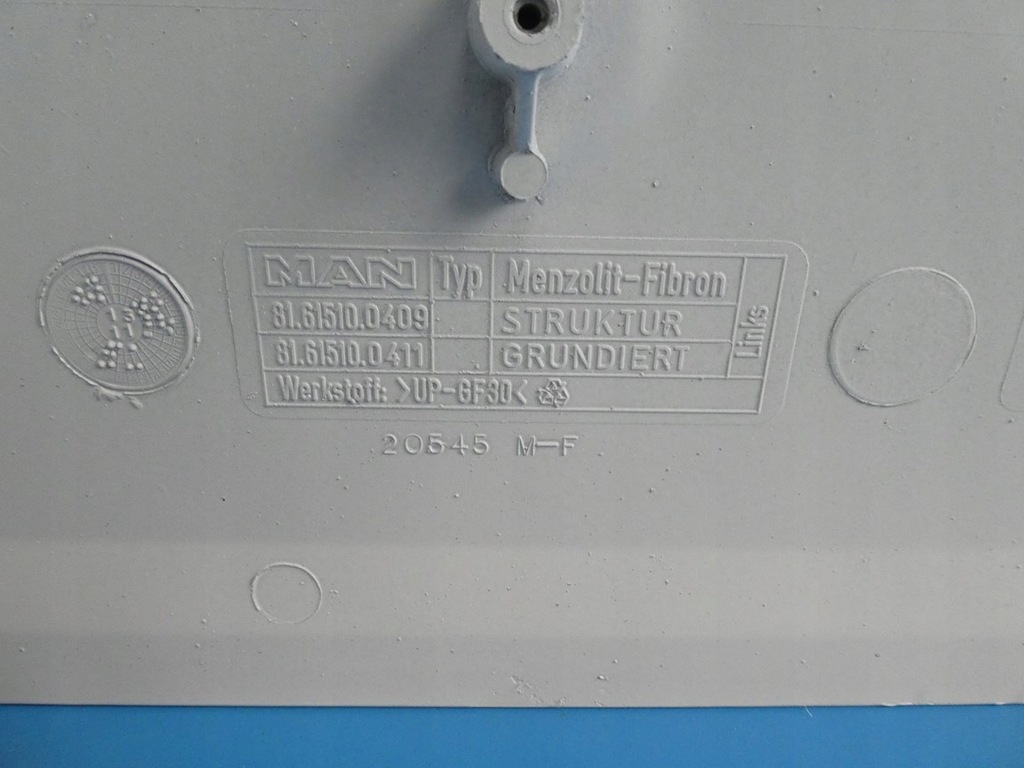 MAN Typ Menzolit-Fibron
81.61510.0409 STRUKTUR
81.61510.0411 GRUNDIERT
Links
Werkstoff: >UP-GF30<
20545 M-F